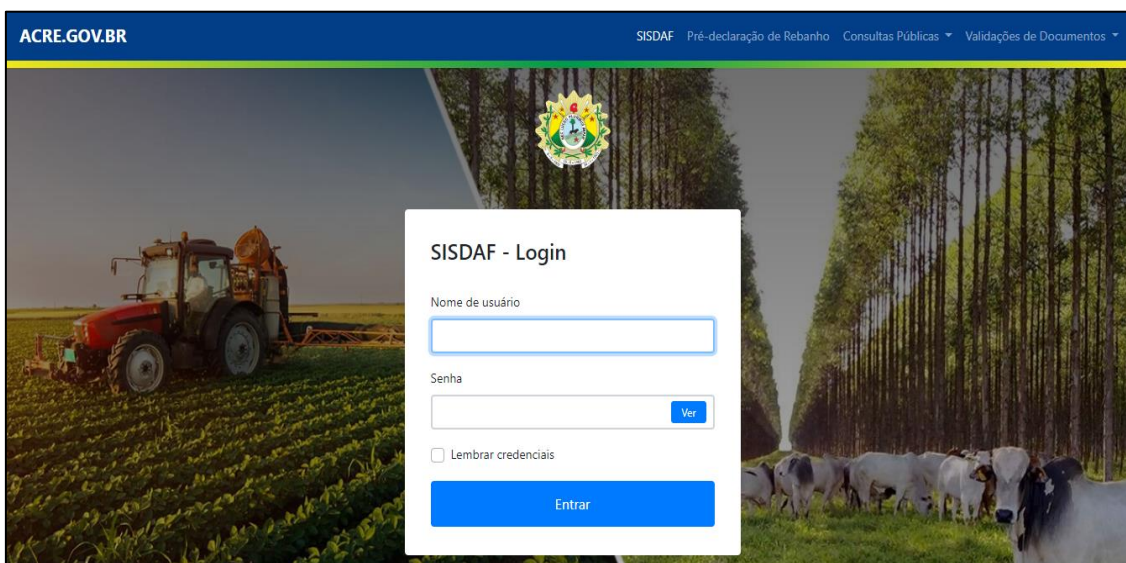 ACRE.GOV.BR
SISDAF Pré-declaração de Rebanho Consultas Públicas Validações de Documentos
SISDAF - Login
Nome de usuário
Senha
Ver
Lembrar credenciais
Entrar